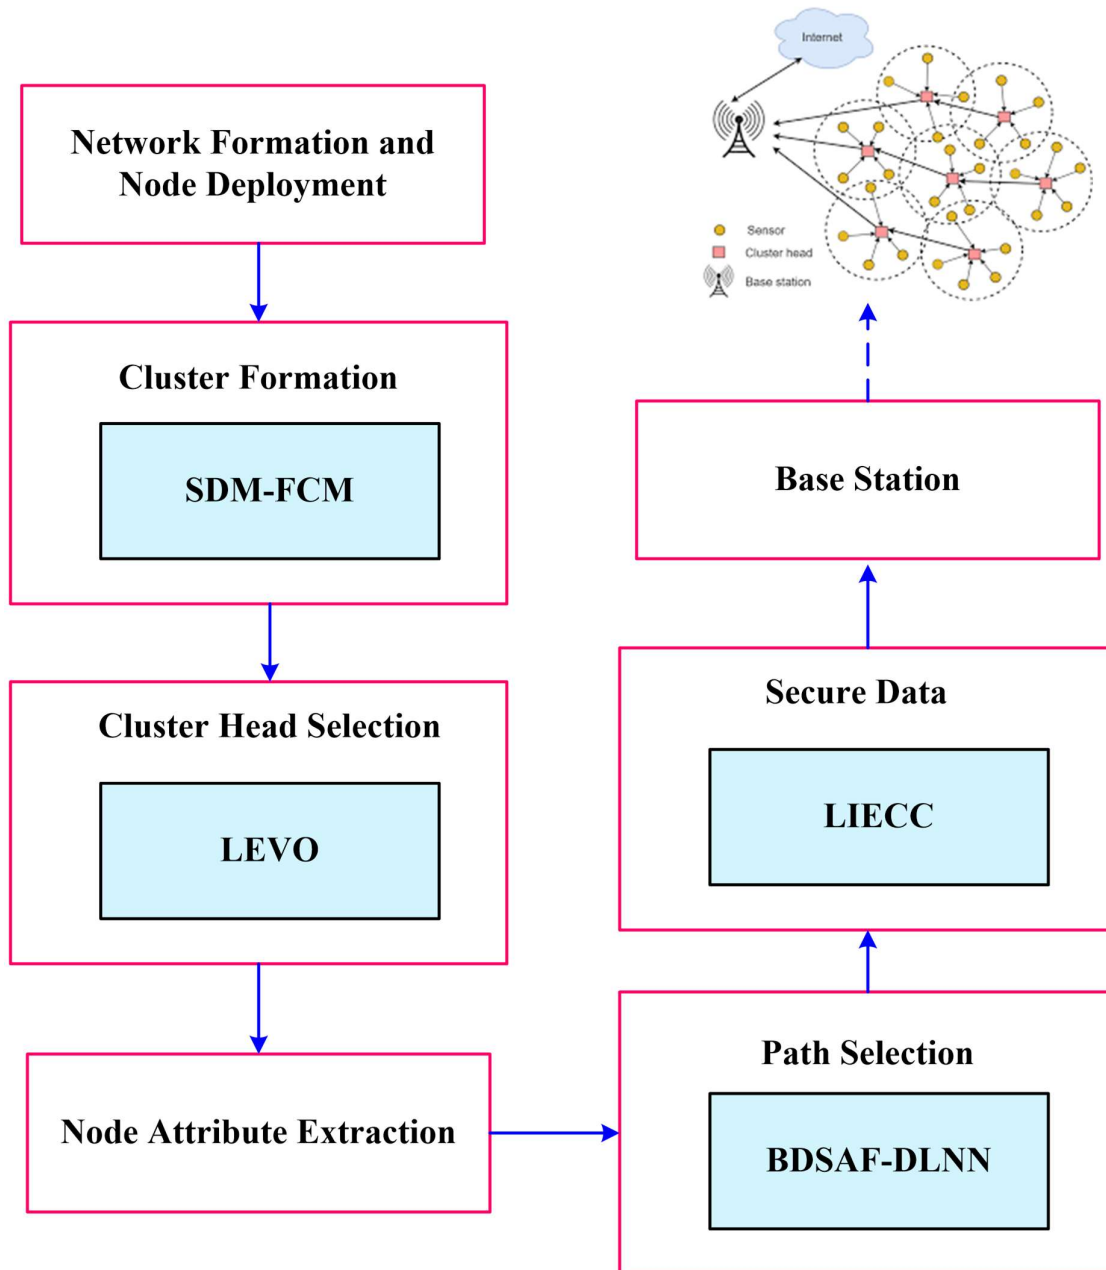 Network Formation and
Node Deployment
Cluster Formation
SDM-FCM
Cluster Head Selection
LEVO
Node Attribute Extraction
Internet
Sensor
Cluster head
Base station
Base Station
Secure Data
LIECC
Path Selection
BDSAF-DLNN